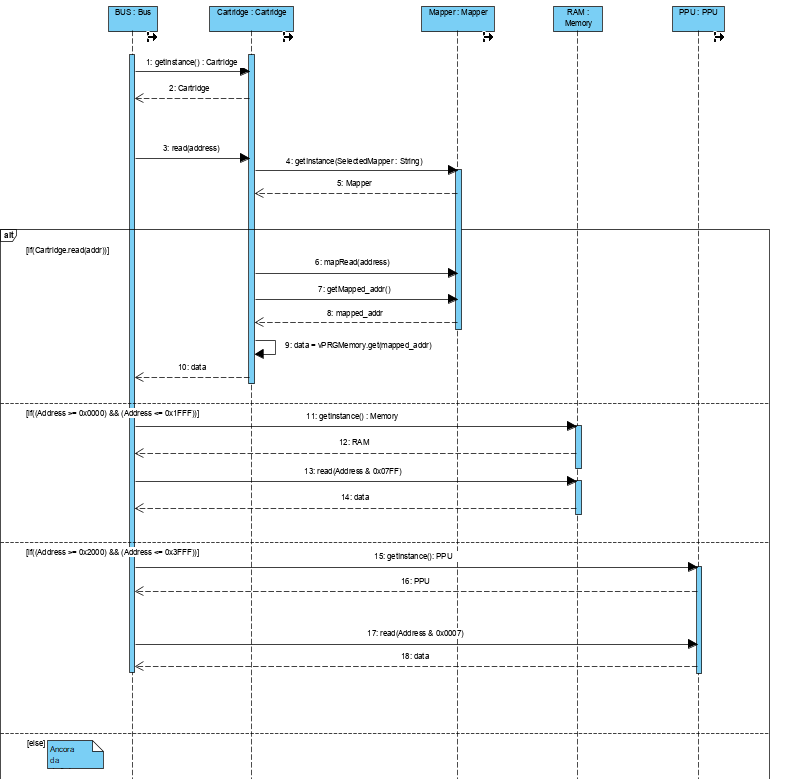 BUS : Bus
Cartridge : Cartridge
Mapper : Mapper
RAM :
Memory
PPU : PPU
1: getInstance() : Cartridge
2: Cartridge
3: read(address)
4: getInstance(SelectedMapper : String)
5: Mapper
alt
[if(Cartridge.read(addr))]
6: mapRead(address)
7: getMapped_addr()
8: mapped_addr
9: data = vPRGMemory.get(mapped_addr)
10: data
[if((Address >= 0x0000) && (Address <= 0x1FFF))]
11: getInstance() : Memory
12: RAM
13: read(Address & 0x07FF)
14: data
[if((Address >= 0x2000) && (Address <= 0x3FFF))]
15: getInstance(): PPU
16: PPU
17: read(Address & 0x0007)
18: data
[else]
Ancora
da